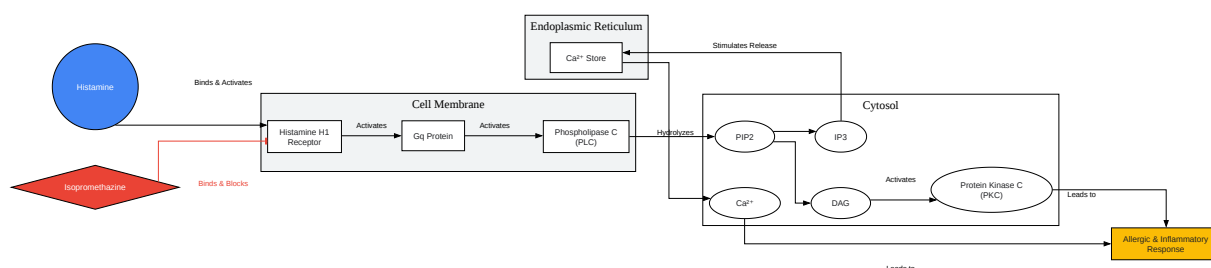 Endoplasmic Reticulum
Ca²⁺ Store
Stimulates Release
Histamine
Binds & Activates
Cell Membrane
Cytosol
Histamine H1
Receptor
Activates
Gq Protein
Activates
Phospholipase C
(PLC)
Hydrolyzes
PIP2
IP3
Isopromethazine
Binds & Blocks
Ca²⁺
DAG
Activates
Protein Kinase C
(PKC)
Leads to
Allergic & Inflammatory
Response
Leads to